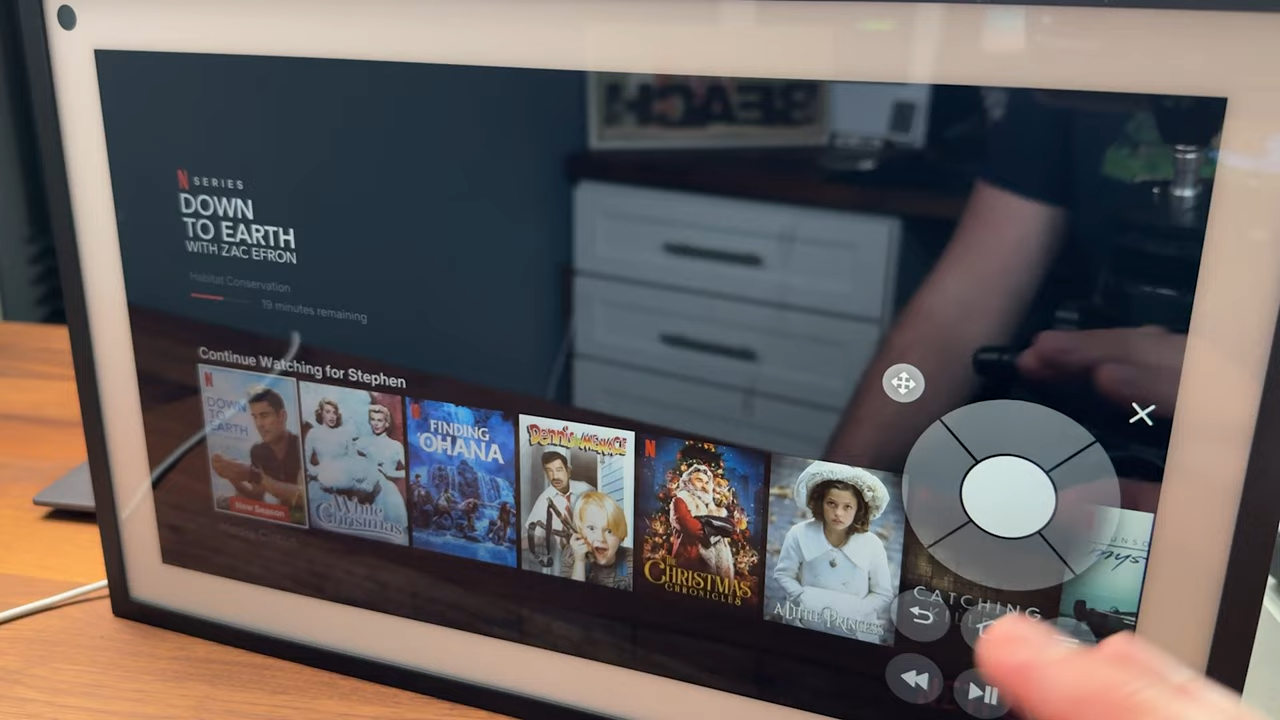 BEACH
N SERIES
DOWN
TO EARTH
WITH ZAC EFRON
Habitat Conservation
19 minutes remaining
Continue Watching for Stephen
N
DOWN
TO
EARTH
New Season
White
Christmas
FINDING
'OHANA
Dennis the MENACE
N
THE
CHRISTMAS
CHRONICLES
A LITTLE PRINCESS
CATCHING